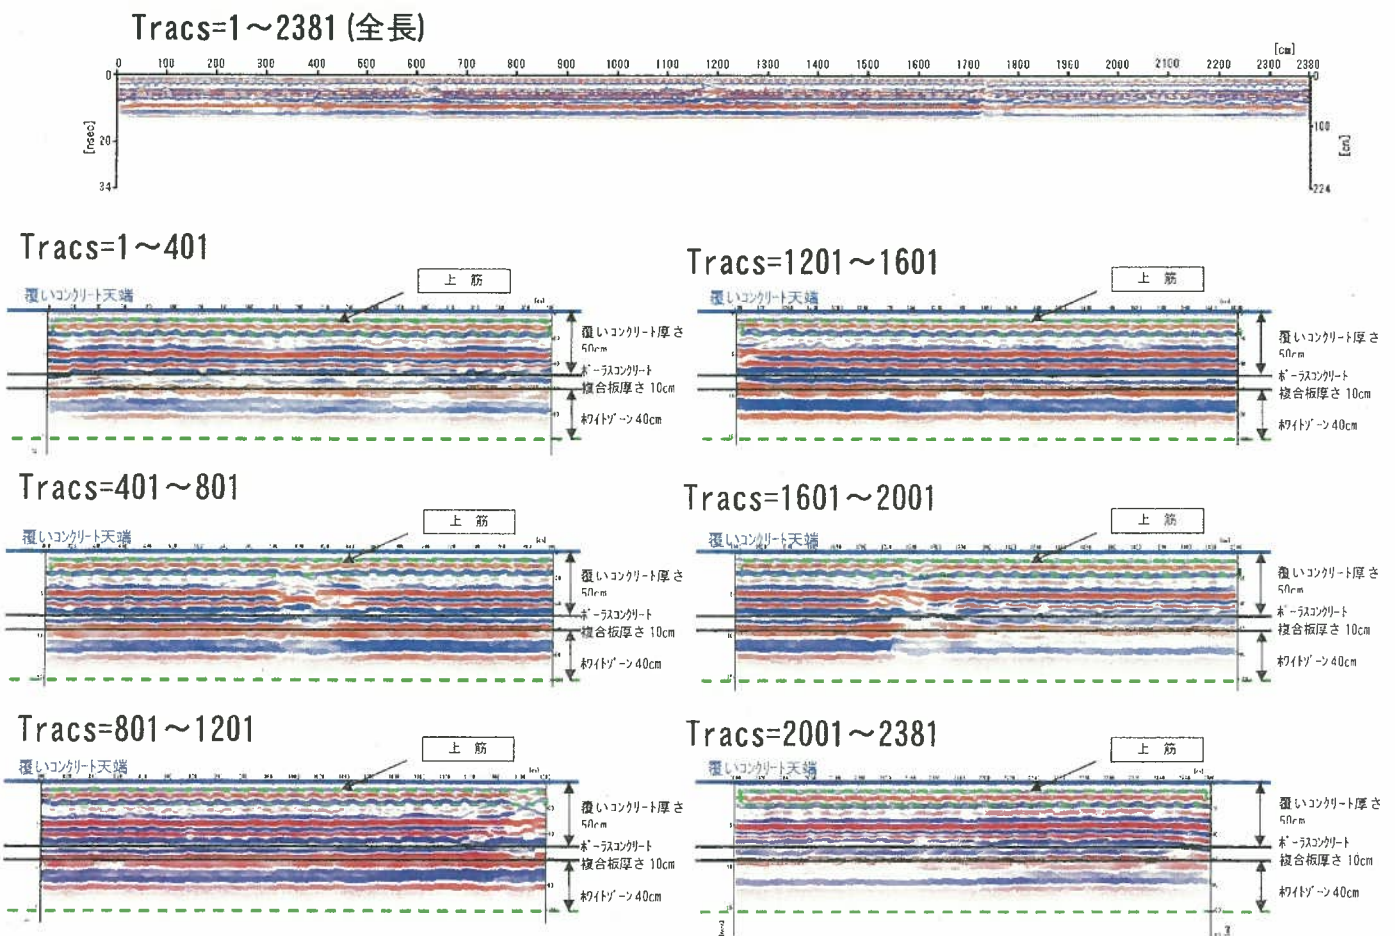 Tracs=1～2381 (全長)
[cm]
0 100 200 300 400 500 600 700 800 900 1000 1100 1200 1300 1400 1500 1600 1700 1800 1900 2000 2100 2200 2300 2380
0
0
[nsec]
20
100
34
224
Tracs=1～401
上 筋
覆いコンクリート天端
覆いコンクリート厚さ
50cm
ポーラスコンクリート
複合板厚さ 10cm
ホワイトゾーン 40cm
Tracs=1201～1601
上 筋
覆いコンクリート天端
覆いコンクリート厚さ
50cm
ポーラスコンクリート
複合板厚さ 10cm
ホワイトゾーン 40cm
Tracs=401～801
上 筋
覆いコンクリート天端
覆いコンクリート厚さ
50cm
ポーラスコンクリート
複合板厚さ 10cm
ホワイトゾーン 40cm
Tracs=1601～2001
上 筋
覆いコンクリート天端
覆いコンクリート厚さ
50cm
ポーラスコンクリート
複合板厚さ 10cm
ホワイトゾーン 40cm
Tracs=801～1201
上 筋
覆いコンクリート天端
覆いコンクリート厚さ
50cm
ポーラスコンクリート
複合板厚さ 10cm
ホワイトゾーン 40cm
Tracs=2001～2381
上 筋
覆いコンクリート天端
覆いコンクリート厚さ
50cm
ポーラスコンクリート
複合板厚さ 10cm
ホワイトゾーン 40cm